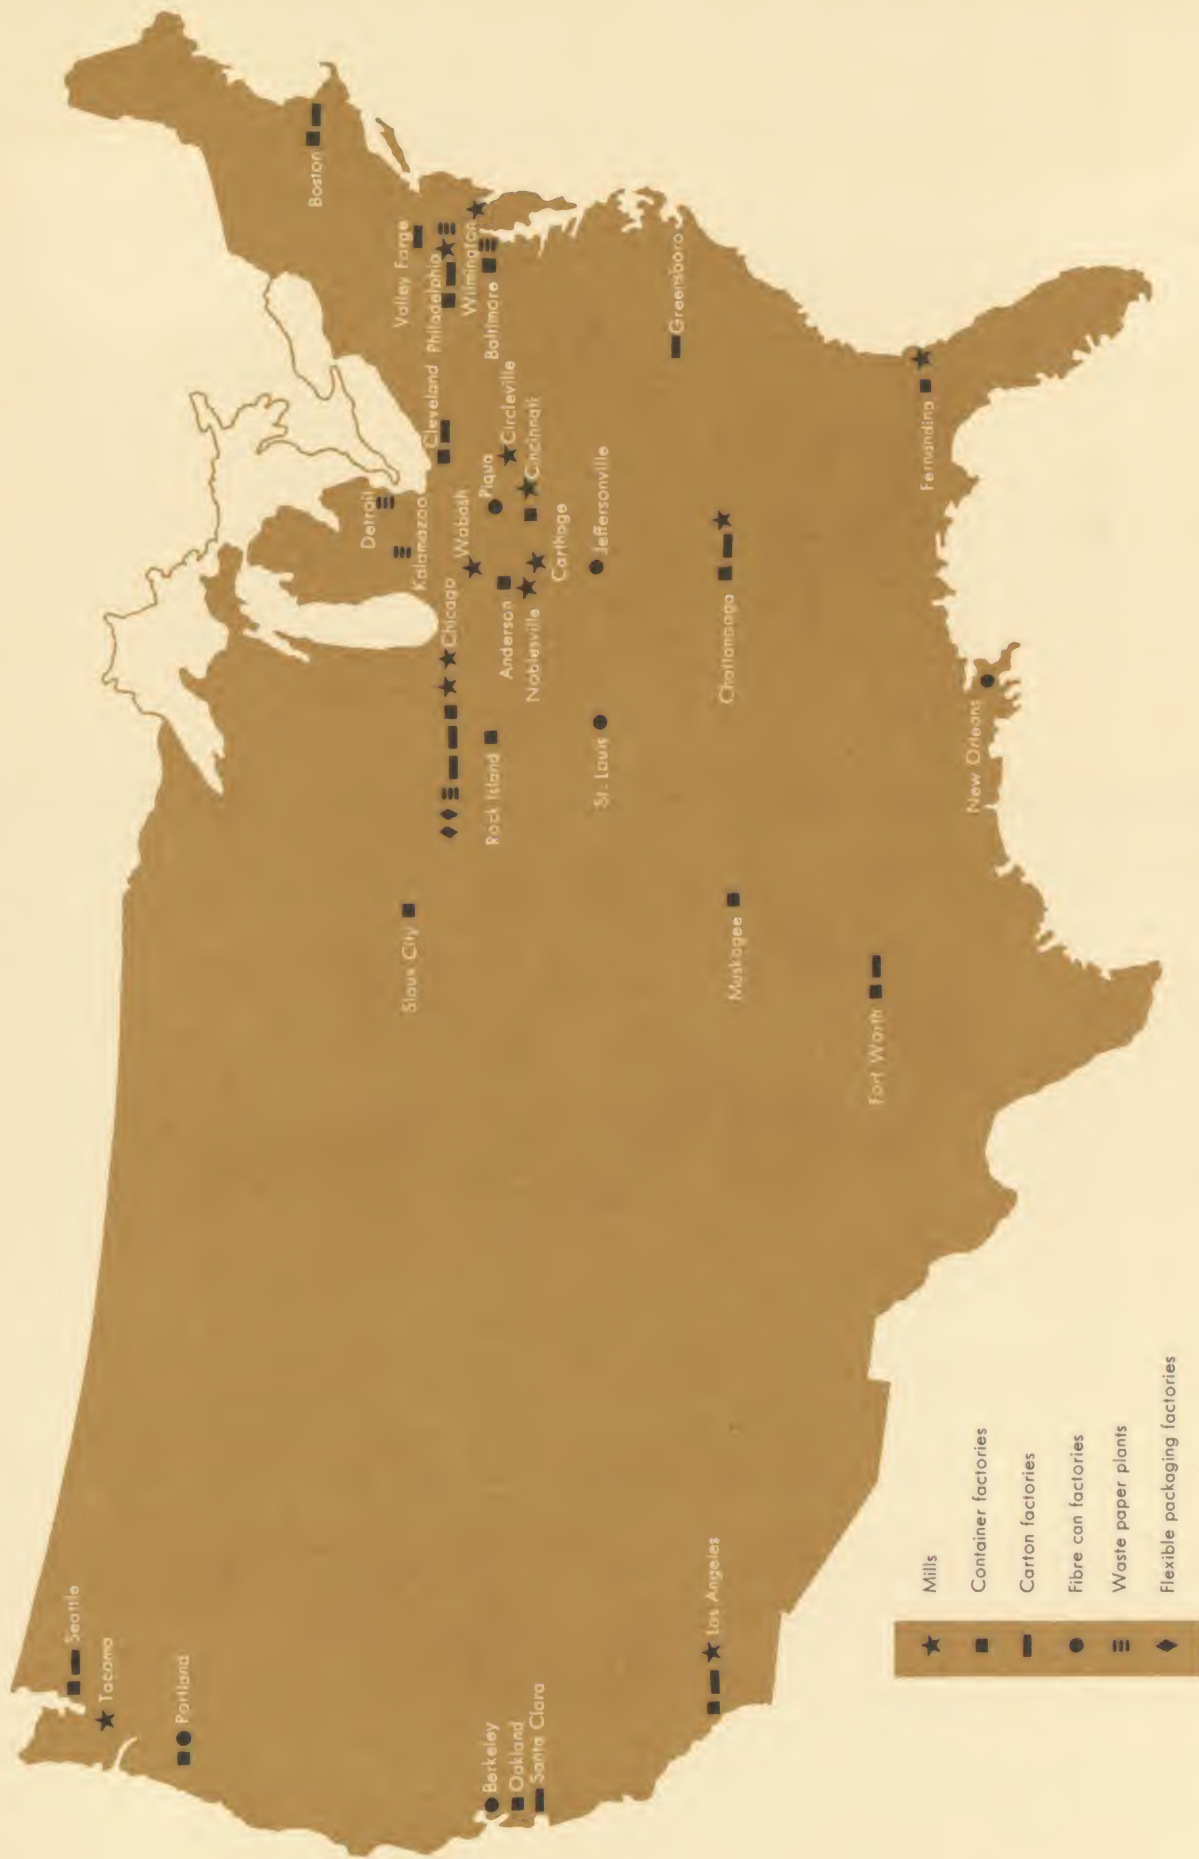 Seattle
Tacoma
Portland
Berkeley
Oakland
Santa Clara
Los Angeles
Sioux City
Muskogee
Fort Worth
Rock Island
St. Louis
New Orleans
Chicago
Kalamazoo
Detroit
Wabash
Anderson
Noblesville
Carthage
Piqua
Circleville
Cincinnati
Jeffersonville
Chattanooga
Cleveland
Valley Forge
Philadelphia
Wilmington
Baltimore
Boston
Greensboro
Fernandina
Mills
Container factories
Carton factories
Fibre can factories
Waste paper plants
Flexible packaging factories